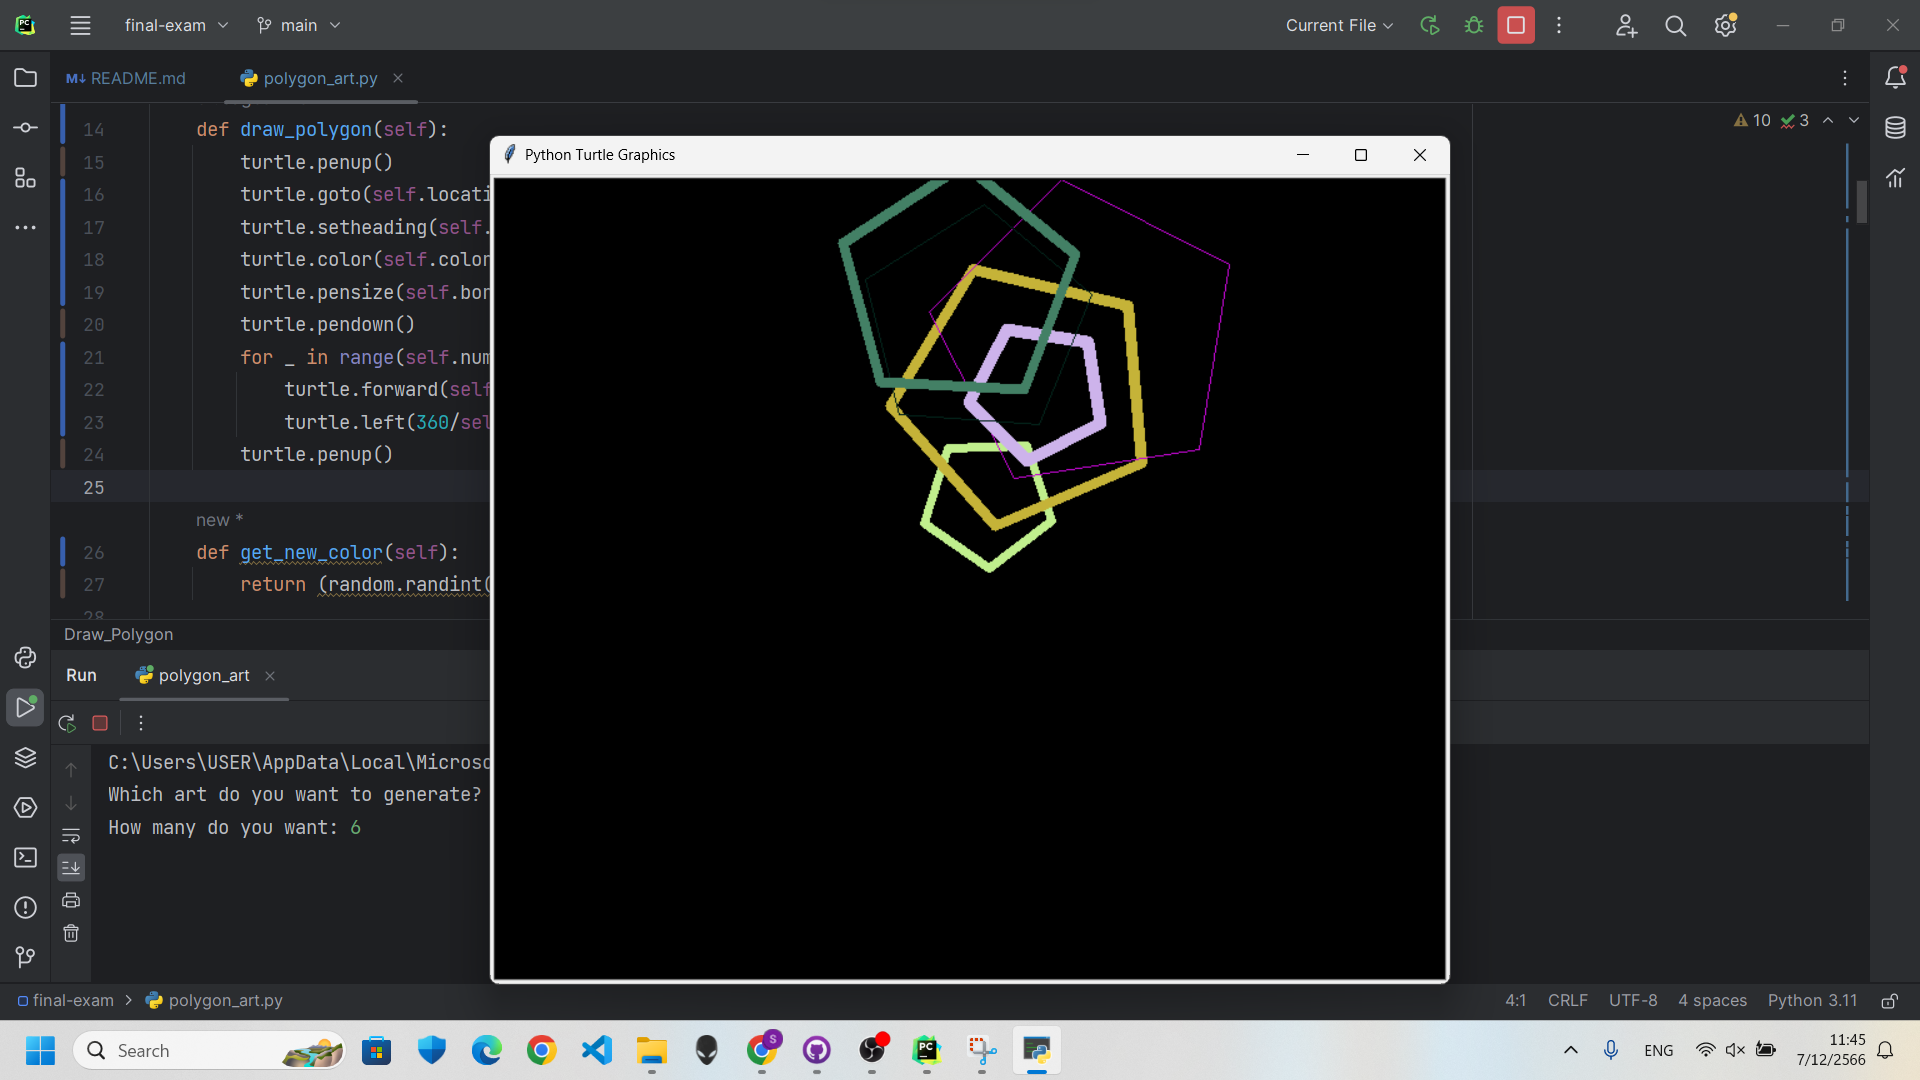 final-exam
main
Current File
README.md
polygon_art.py
10
3
14 def draw_polygon(self):
15 turtle.penup()
16 turtle.goto(self.locati
17 turtle.setheading(self.
18 turtle.color(self.color
19 turtle.pensize(self.bor
20 turtle.pendown()
21 for _ in range(self.num
22 turtle.forward(self
23 turtle.left(360/sel
24 turtle.penup()
25
new *
26 def get_new_color(self):
27 return (random.randint(
28
Python Turtle Graphics
Draw_Polygon
Run
polygon_art
C:\Users\USER\AppData\Local\Microso
Which art do you want to generate?
How many do you want: 6
final-exam > polygon_art.py
4:1 CRLF UTF-8 4 spaces Python 3.11
Search
ENG
11:45
7/12/2566